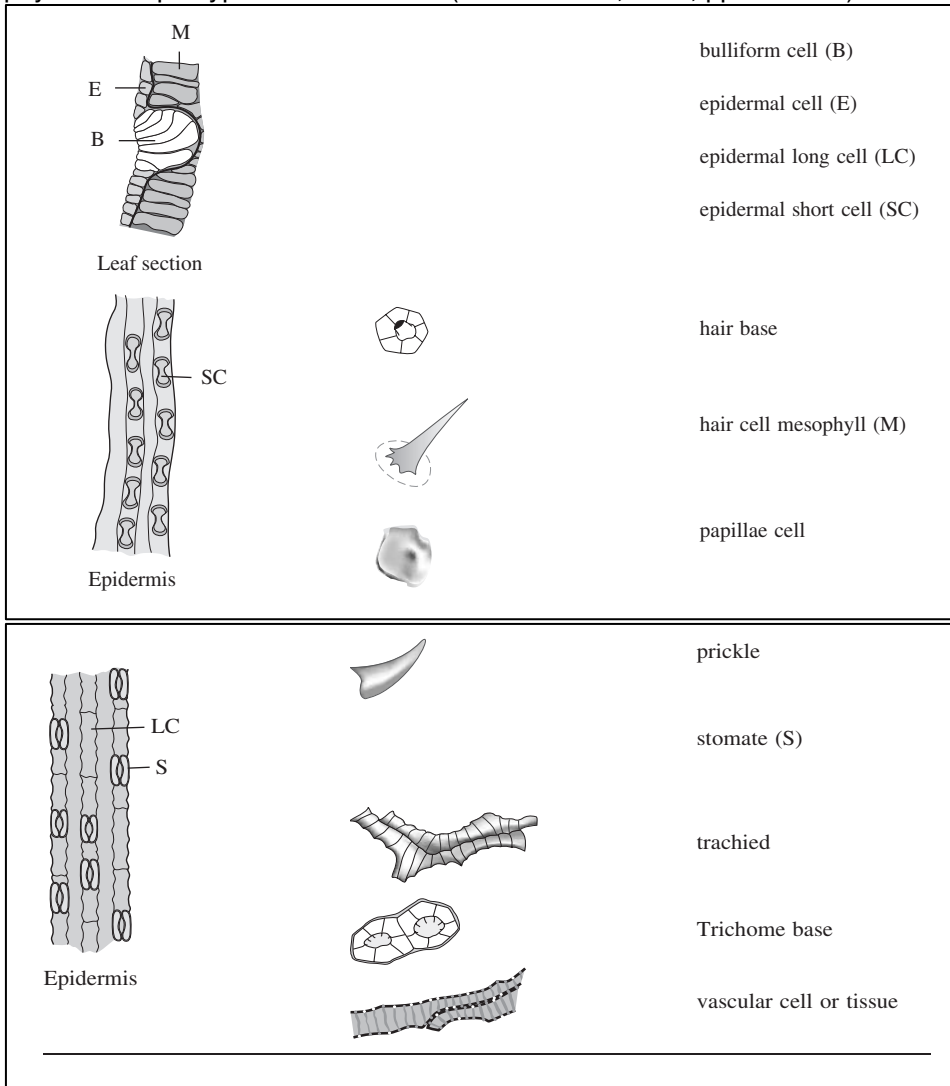 M
bulliform cell (B)
E
epidermal cell (E)
B
epidermal long cell (LC)
epidermal short cell (SC)
Leaf section
hair base
SC
hair cell mesophyll (M)
papillae cell
Epidermis
prickle
LC
stomate (S)
S
trachied
Trichome base
Epidermis
vascular cell or tissue